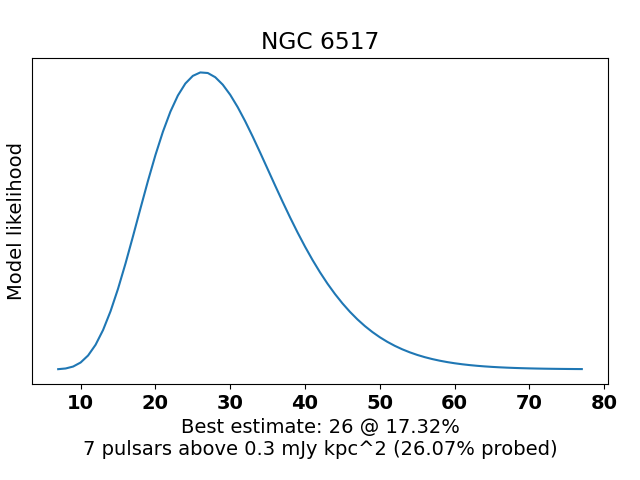 NGC 6517
Model likelihood
10 20 30 40 50 60 70 80
Best estimate: 26 @ 17.32%
7 pulsars above 0.3 mJy kpc^2 (26.07% probed)